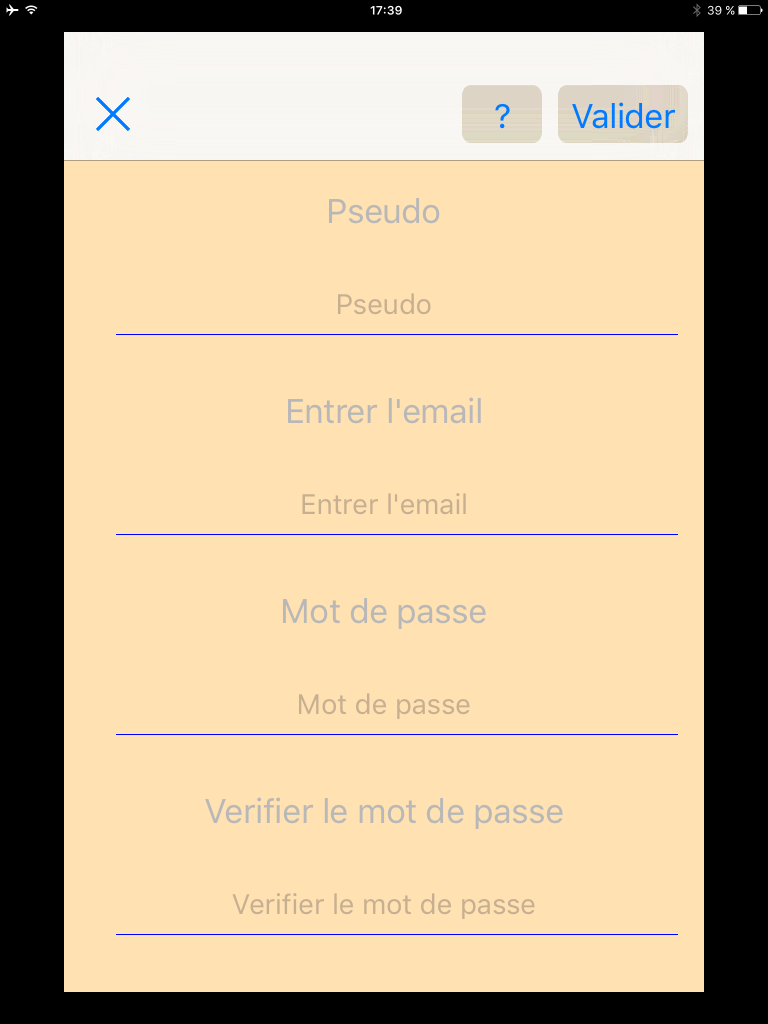 17:39
39 %
?
Valider
Pseudo
Pseudo
Entrer l'email
Entrer l'email
Mot de passe
Mot de passe
Verifier le mot de passe
Verifier le mot de passe